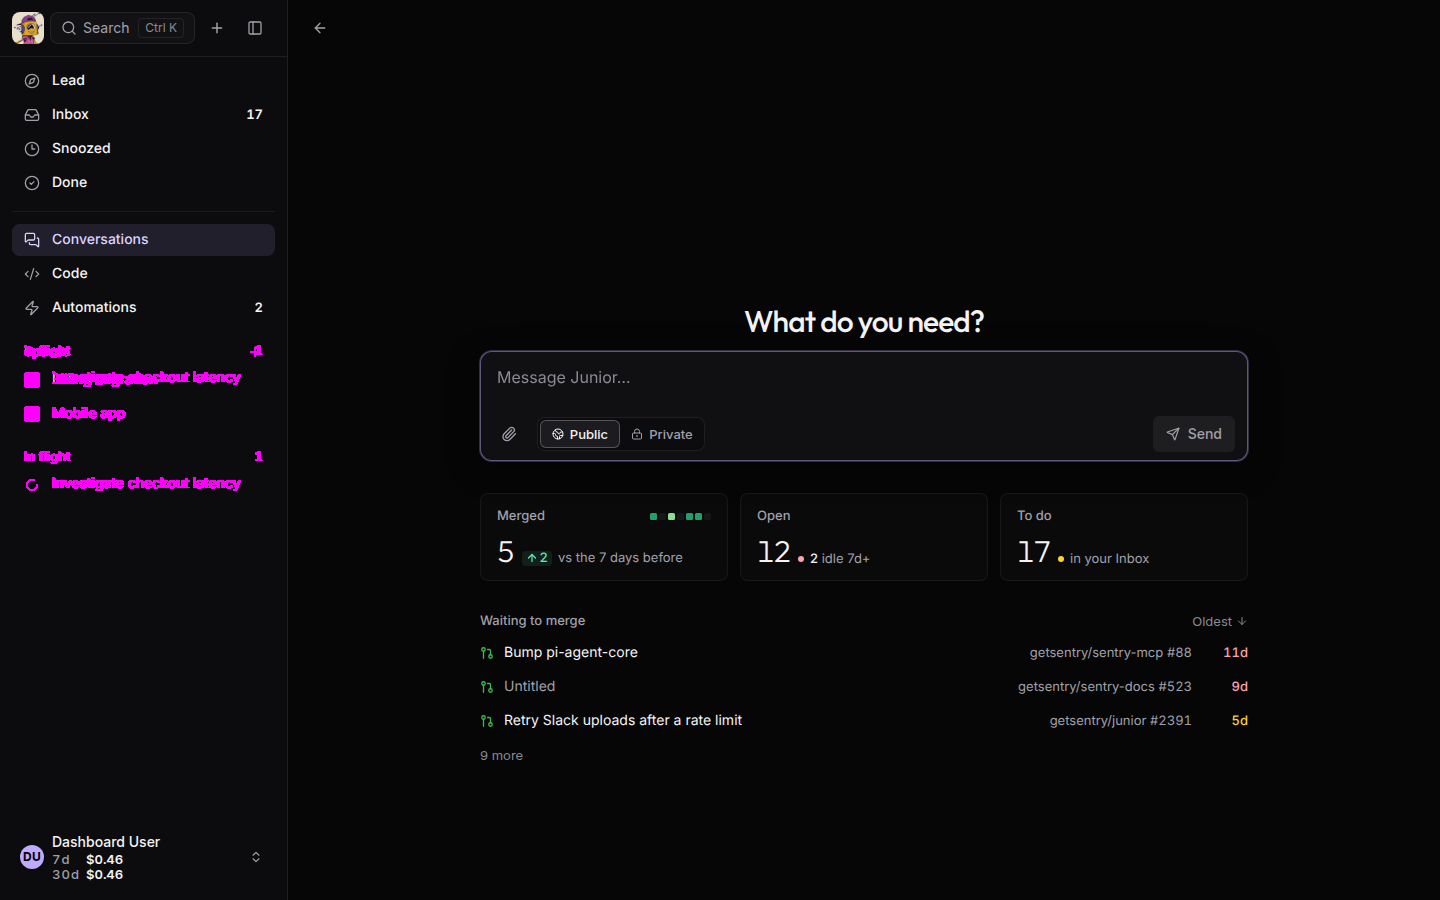 Search Ctrl K
Lead
Inbox 17
Snoozed
Done
Conversations
Code
Automations 2
Mobile app
In flight 1
Investigate checkout latency
Dashboard User
DU
7d $0.46
30d $0.46
What do you need?
Message Junior...
Public Private Send
Merged
5 2 vs the 7 days before
Open
12 2 idle 7d+
To do
17 in your Inbox
Waiting to merge Oldest
Bump pi-agent-core getsentry/sentry-mcp #88 11d
Untitled getsentry/sentry-docs #523 9d
Retry Slack uploads after a rate limit getsentry/junior #2391 5d
9 more